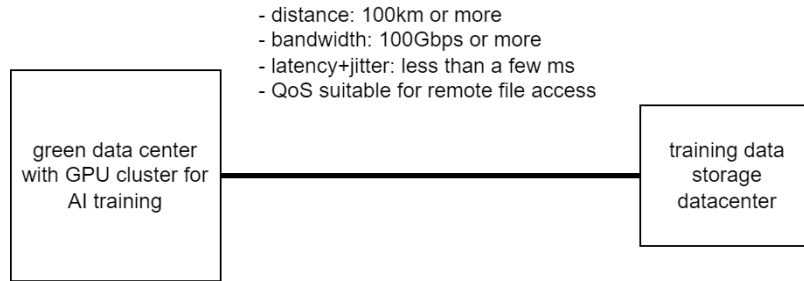 - distance: 100km or more
- bandwidth: 100Gbps or more
- latency+jitter: less than a few ms
- QoS suitable for remote file access
green data center
with GPU cluster for
AI training
training data
storage
datacenter